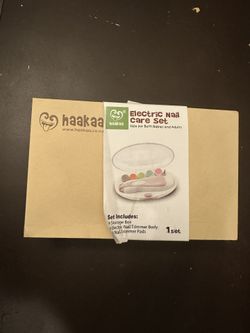 haakaa
www.haakaa.co.n
haakaa
Electric Nail
Care Set
Safe for Both Babies and Adults
Set Includes:
Storage Box
Electric Nail Trimmer Body
Nail Trimmer Pads
1 set